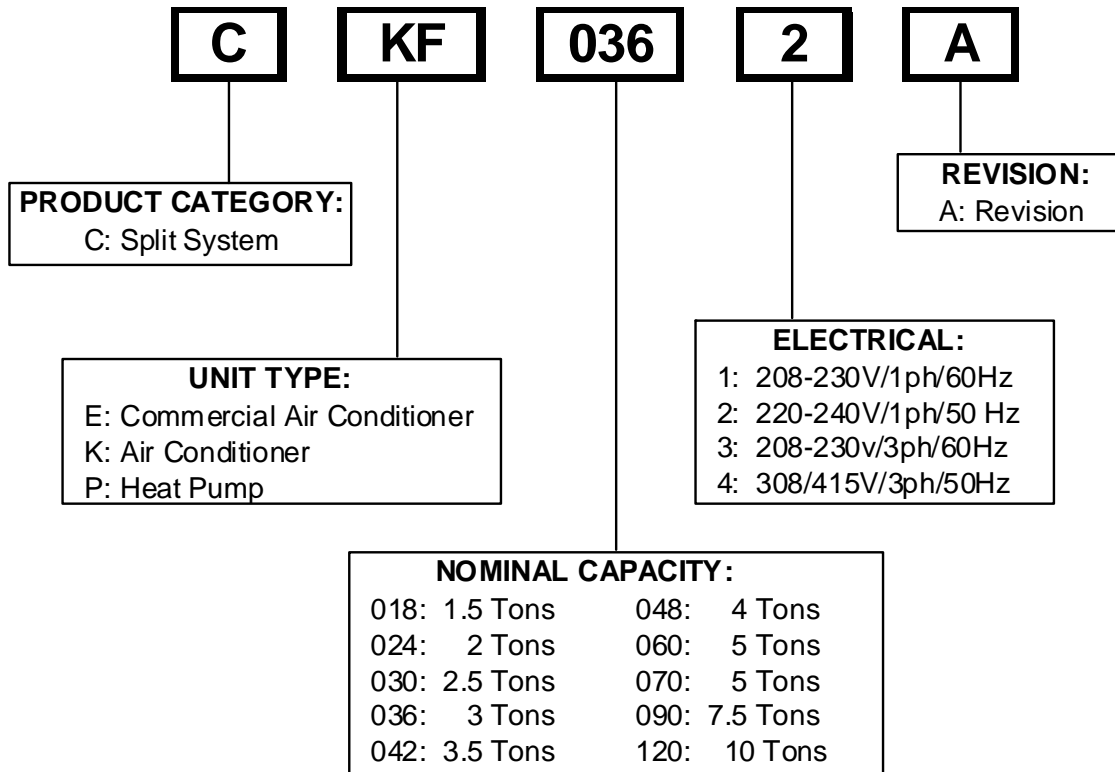 C KF 036 2 A
PRODUCT CATEGORY:
C: Split System
REVISION:
A: Revision
UNIT TYPE:
E: Commercial Air Conditioner
K: Air Conditioner
P: Heat Pump
ELECTRICAL:
1: 208-230V/1ph/60Hz
2: 220-240V/1ph/50 Hz
3: 208-230v/3ph/60Hz
4: 308/415V/3ph/50Hz
NOMINAL CAPACITY:
018: 1.5 Tons 048: 4 Tons
024: 2 Tons 060: 5 Tons
030: 2.5 Tons 070: 5 Tons
036: 3 Tons 090: 7.5 Tons
042: 3.5 Tons 120: 10 Tons